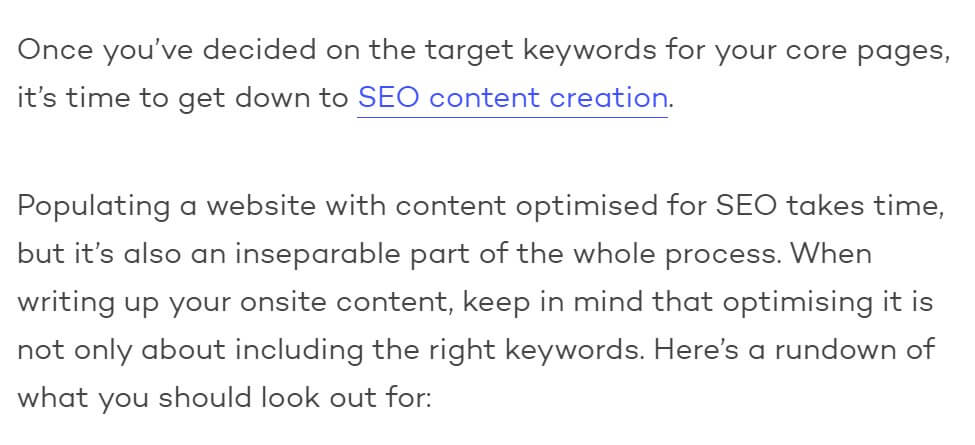 Once you’ve decided on the target keywords for your core pages,
it’s time to get down to SEO content creation.
Populating a website with content optimised for SEO takes time,
but it’s also an inseparable part of the whole process. When
writing up your onsite content, keep in mind that optimising it is
not only about including the right keywords. Here’s a rundown of
what you should look out for: